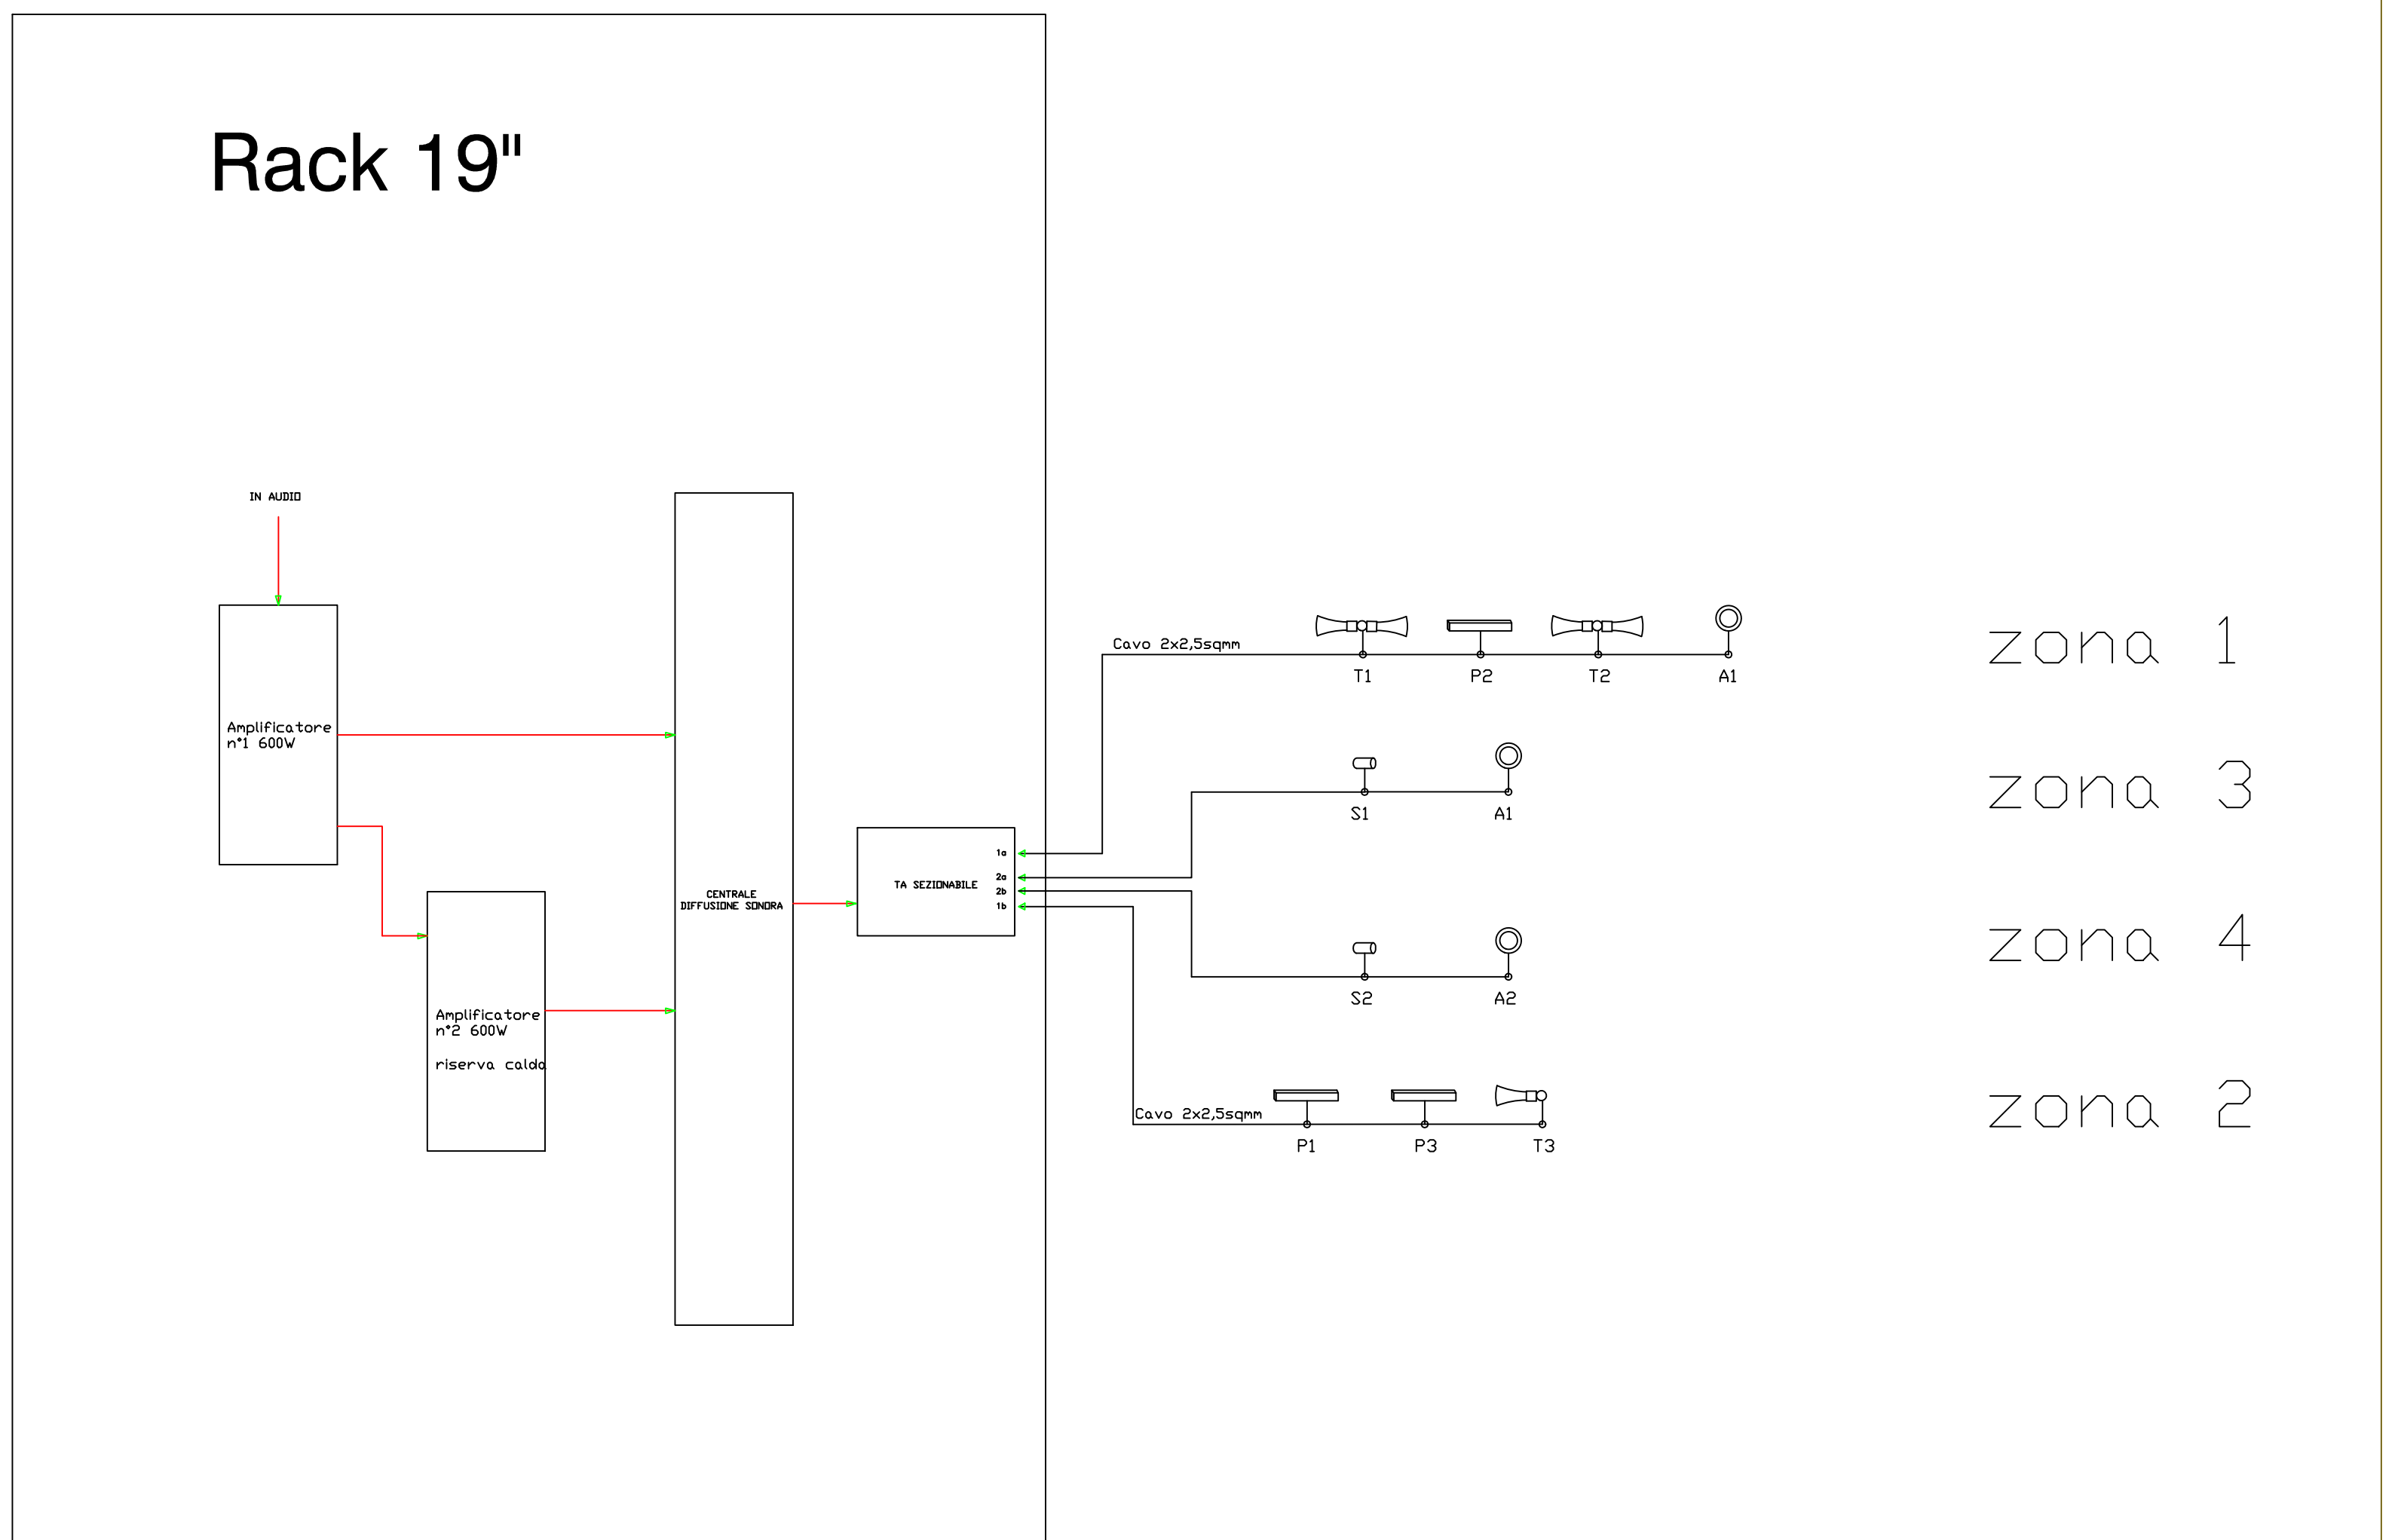 Rack 19"
IN AUDIO
Amplificatore
n°1 600W
Amplificatore
n°2 600W
riserva calda
CENTRALE
DIFFUSIONE SONORA
TA SEZIONABILE
1a
2a
2b
1b
Cavo 2x2,5sqmm
T1 P2 T2 A1
zona 1
S1 A1
zona 3
S2 A2
zona 4
Cavo 2x2,5sqmm
P1 P3 T3
zona 2